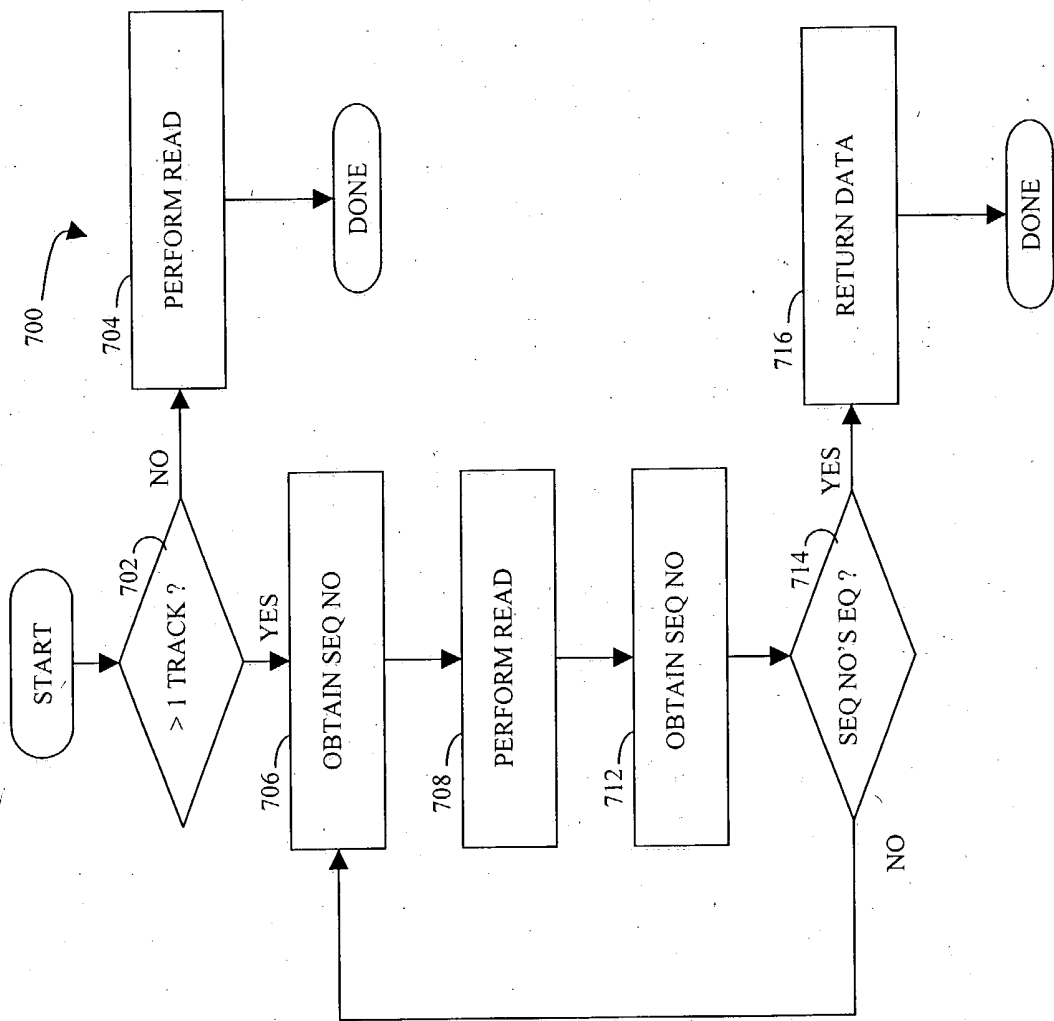 700
START
702
> 1 TRACK ?
NO
704
PERFORM READ
DONE
YES
706
OBTAIN SEQ NO
708
PERFORM READ
712
OBTAIN SEQ NO
714
SEQ NO'S EQ ?
YES
716
RETURN DATA
DONE
NO